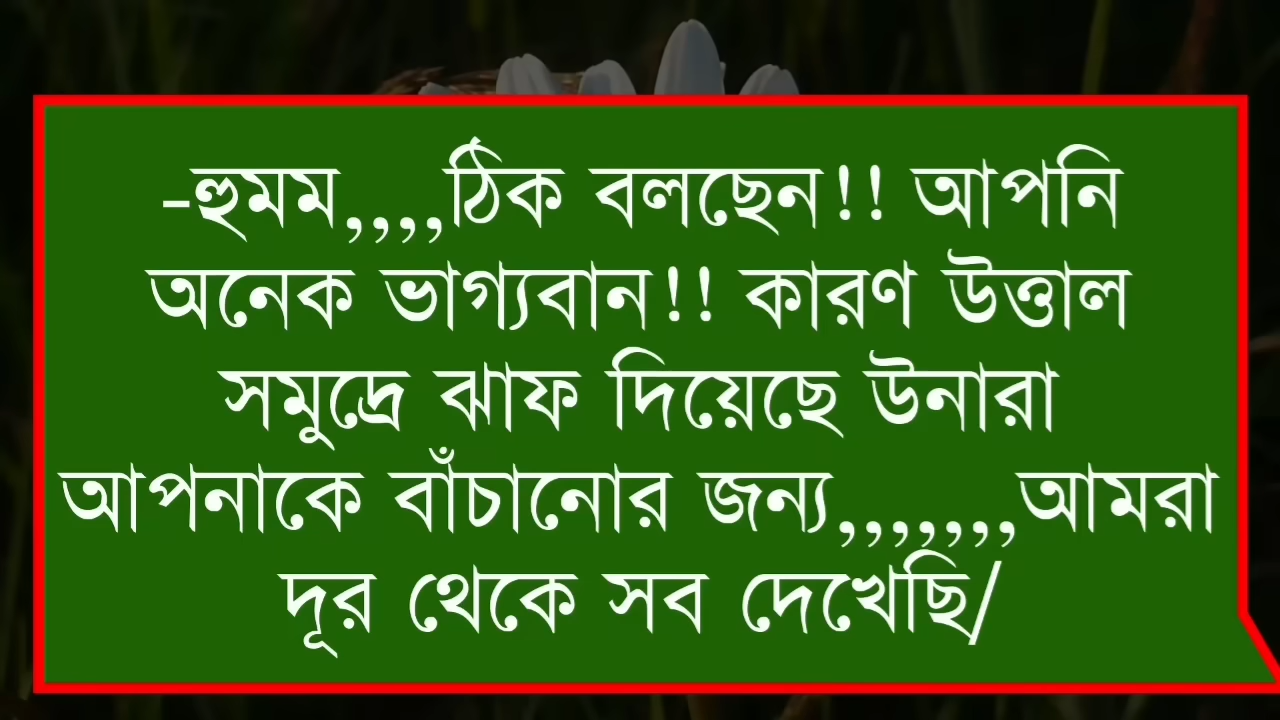 -হুমম,,,,ঠিক বলছেন!! আপনি
অনেক ভাগ্যবান!! কারণ উত্তাল
সমুদ্রে ঝাফ দিয়েছে উনারা
আপনাকে বাঁচানোর জন্য,,,,,,,আমরা
দূর থেকে সব দেখেছি/